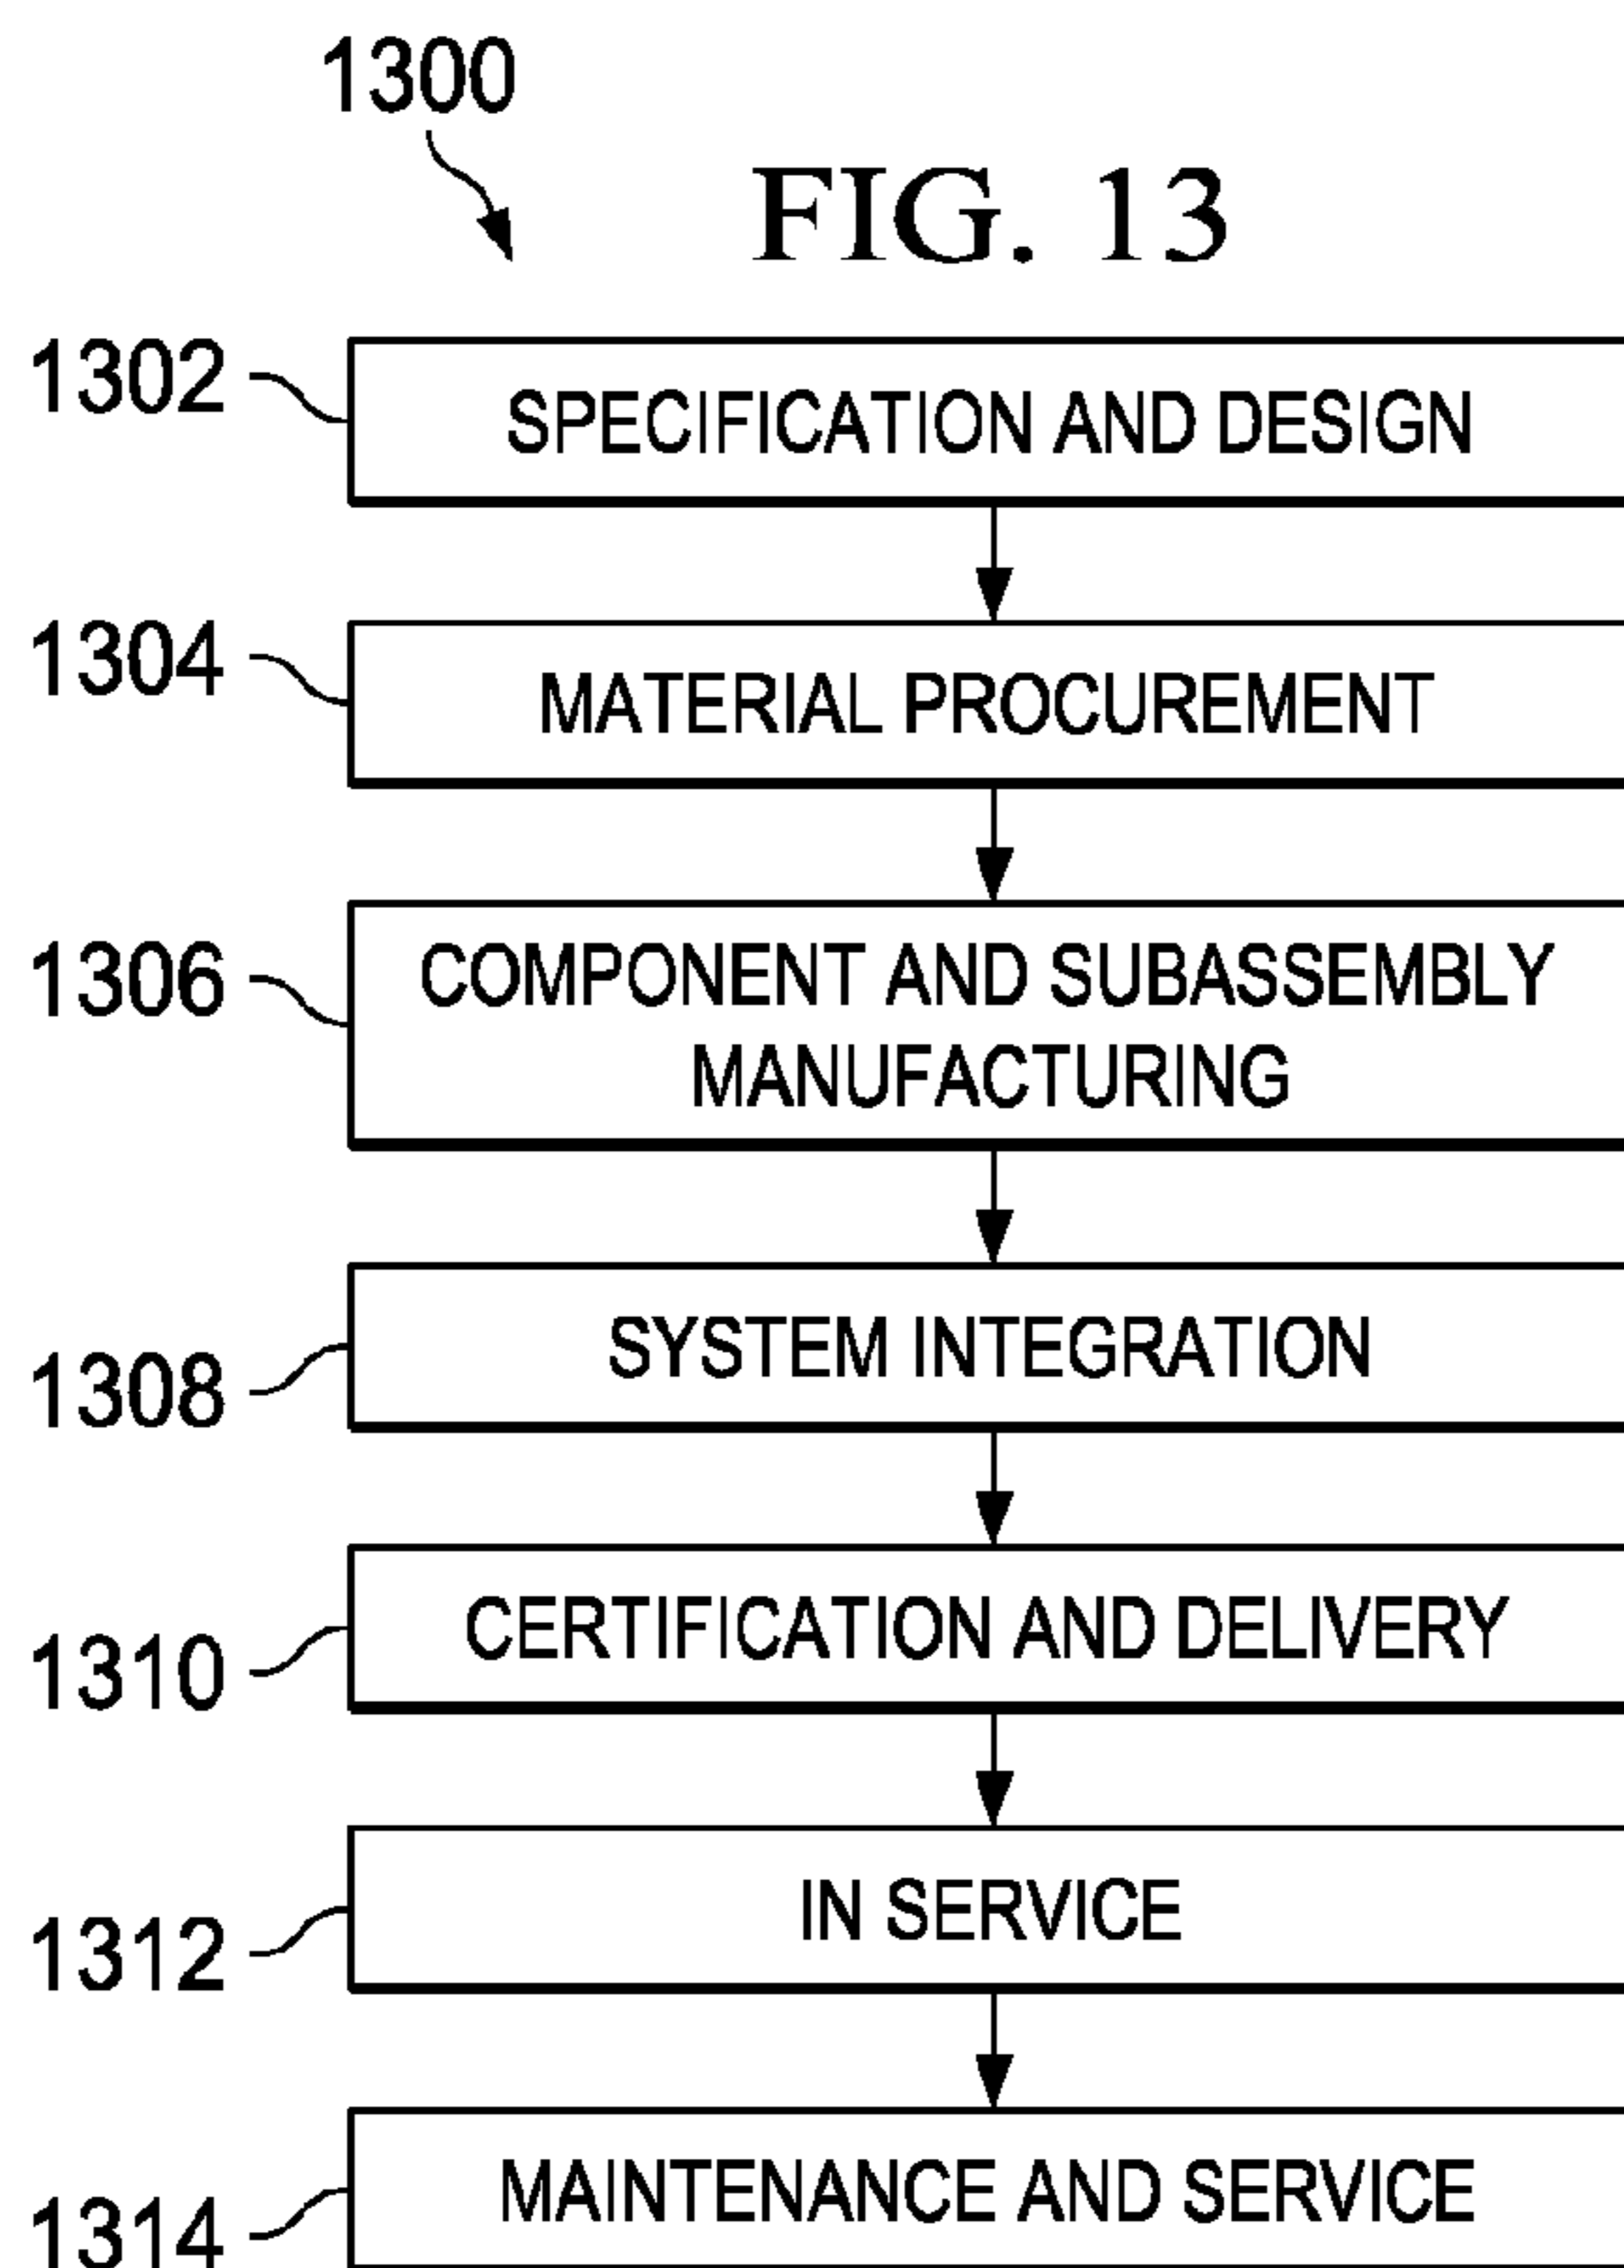 1300
FIG. 13
1302
SPECIFICATION AND DESIGN
1304
MATERIAL PROCUREMENT
1306
COMPONENT AND SUBASSEMBLY
MANUFACTURING
1308
SYSTEM INTEGRATION
1310
CERTIFICATION AND DELIVERY
1312
IN SERVICE
1314
MAINTENANCE AND SERVICE